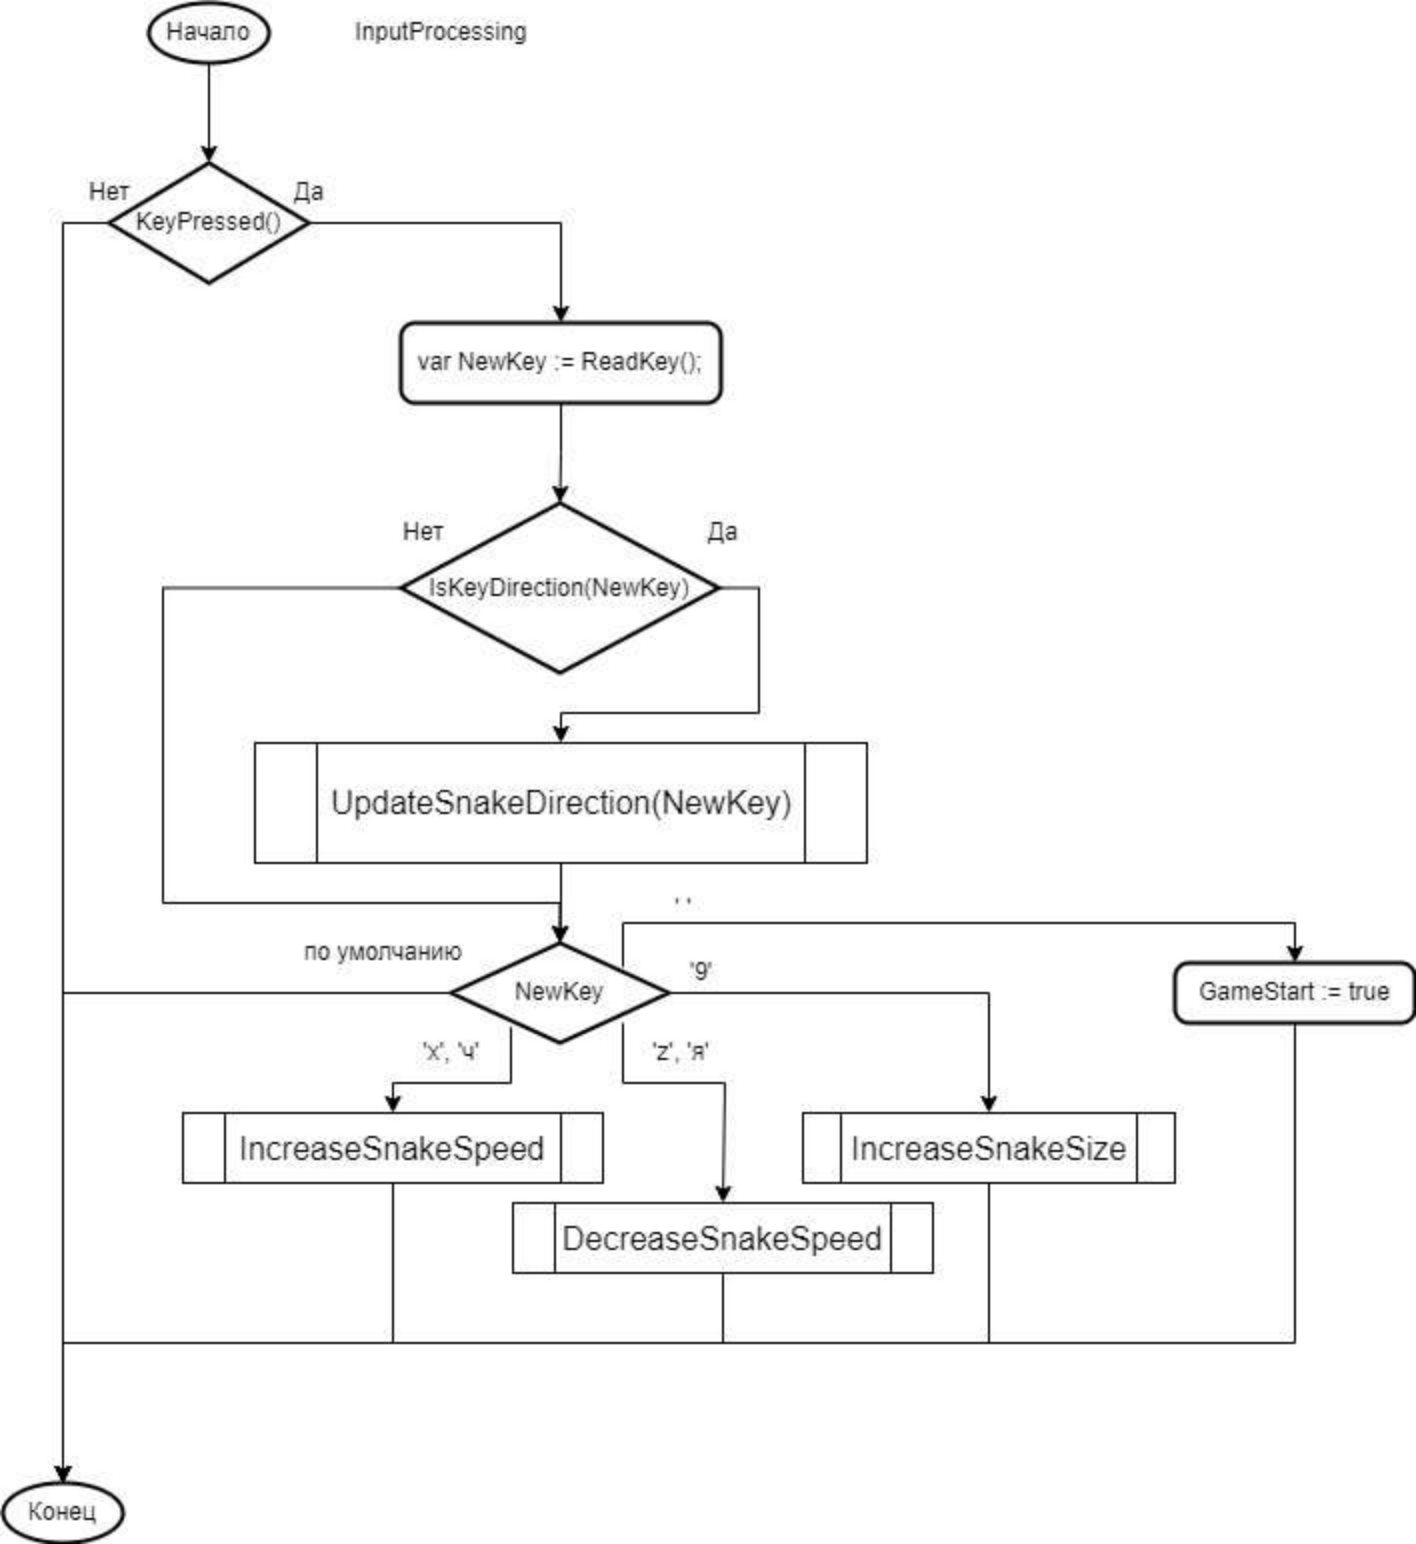 Начало
InputProcessing
Нет
Да
KeyPressed()
var NewKey := ReadKey();
Нет
Да
IsKeyDirection(NewKey)
UpdateSnakeDirection(NewKey)
' '
по умолчанию
'9'
NewKey
GameStart := true
'x', 'ч'
'z', 'я'
IncreaseSnakeSpeed
IncreaseSnakeSize
DecreaseSnakeSpeed
Конец